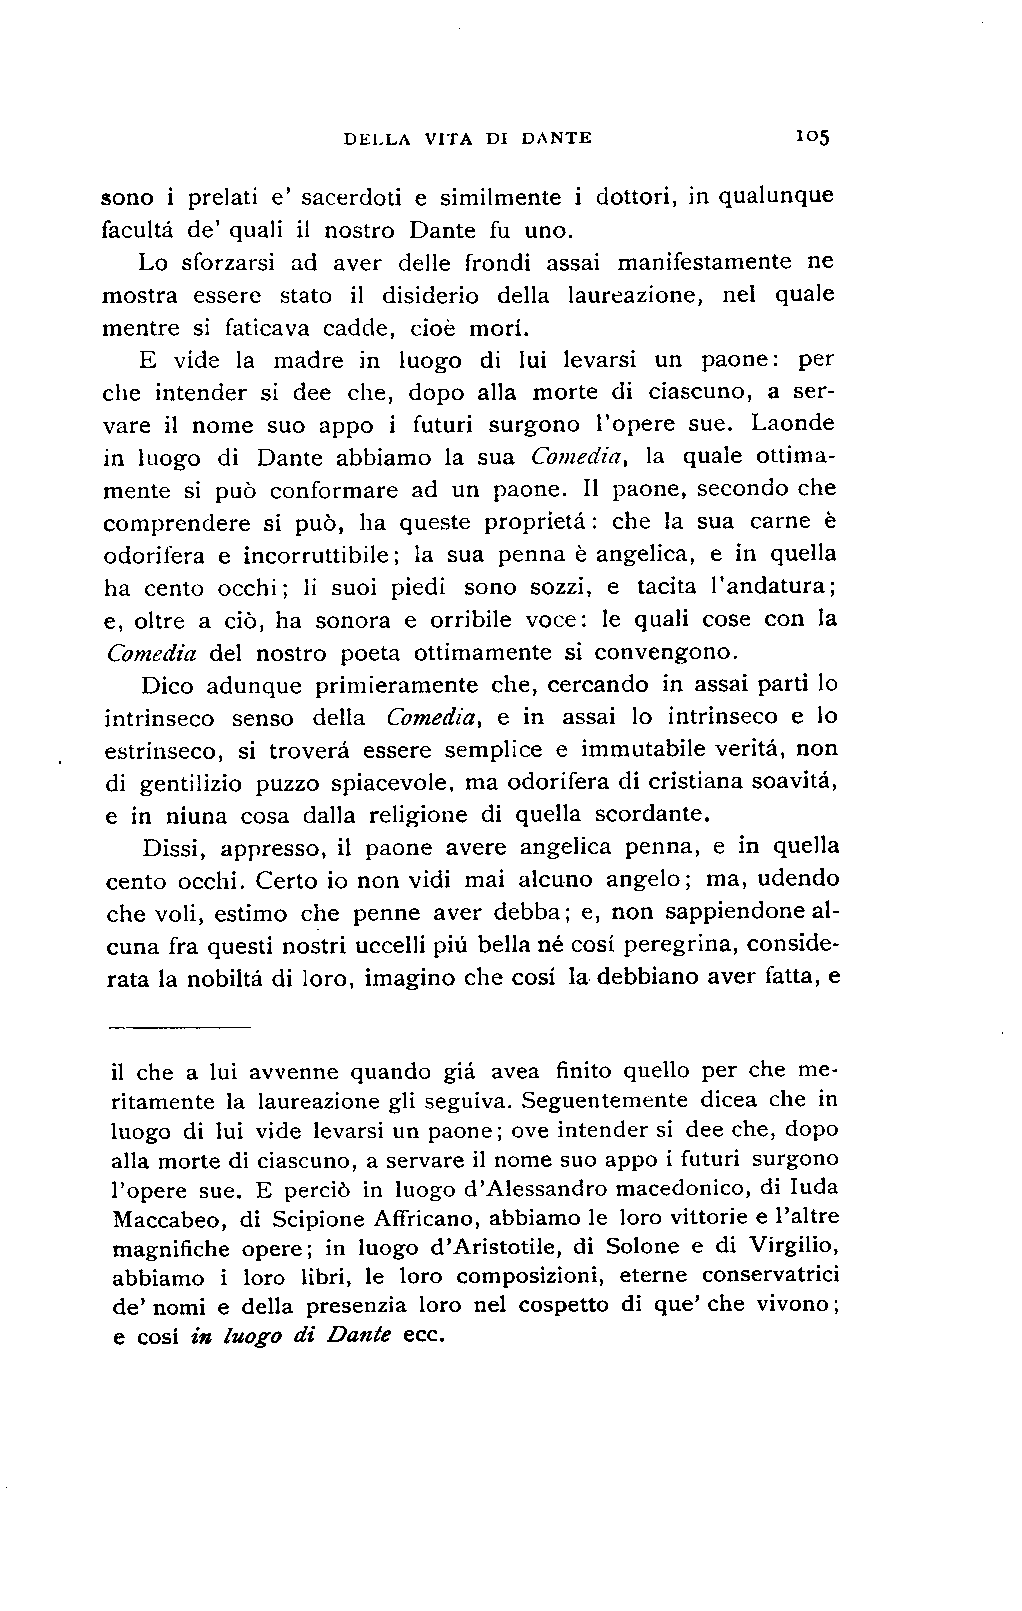 DELLA VITA DI DANTE 105
sono i prelati e' sacerdoti e similmente i dottori, in qualunque
facultá de' quali il nostro Dante fu uno.
Lo sforzarsi ad aver delle frondi assai manifestamente ne
mostra essere stato il disiderio della laureazione, nel quale
mentre si faticava cadde, cioè morí.
E vide la madre in luogo di lui levarsi un paone: per
che intender si dee che, dopo alla morte di ciascuno, a ser-
vare il nome suo appo i futuri surgono l'opere sue. Laonde
in luogo di Dante abbiamo la sua Comedia, la quale ottima-
mente si può conformare ad un paone. Il paone, secondo che
comprendere si può, ha queste proprietá: che la sua carne è
odorifera e incorruttibile; la sua penna è angelica, e in quella
ha cento occhi; li suoi piedi sono sozzi, e tacita l'andatura;
e, oltre a ciò, ha sonora e orribile voce: le quali cose con la
Comedia del nostro poeta ottimamente si convengono.
Dico adunque primieramente che, cercando in assai parti lo
intrinseco senso della Comedia, e in assai lo intrinseco e lo
estrinseco, si troverá essere semplice e immutabile veritá, non
di gentilizio puzzo spiacevole, ma odorifera di cristiana soavitá,
e in niuna cosa dalla religione di quella scordante.
Dissi, appresso, il paone avere angelica penna, e in quella
cento occhi. Certo io non vidi mai alcuno angelo; ma, udendo
che voli, estimo che penne aver debba; e, non sappiendone al-
cuna fra questi nostri uccelli piú bella né cosí peregrina, conside-
rata la nobiltá di loro, imagino che cosí la debbiano aver fatta, e
il che a lui avvenne quando giá avea finito quello per che me-
ritamente la laureazione gli seguiva. Seguentemente dicea che in
luogo di lui vide levarsi un paone; ove intender si dee che, dopo
alla morte di ciascuno, a servare il nome suo appo i futuri surgono
l'opere sue. E perciò in luogo d'Alessandro macedonico, di Iuda
Maccabeo, di Scipione Affricano, abbiamo le loro vittorie e l'altre
magnifiche opere; in luogo d'Aristotile, di Solone e di Virgilio,
abbiamo i loro libri, le loro composizioni, eterne conservatrici
de' nomi e della presenzia loro nel cospetto di que' che vivono;
e cosí in luogo di Dante ecc.